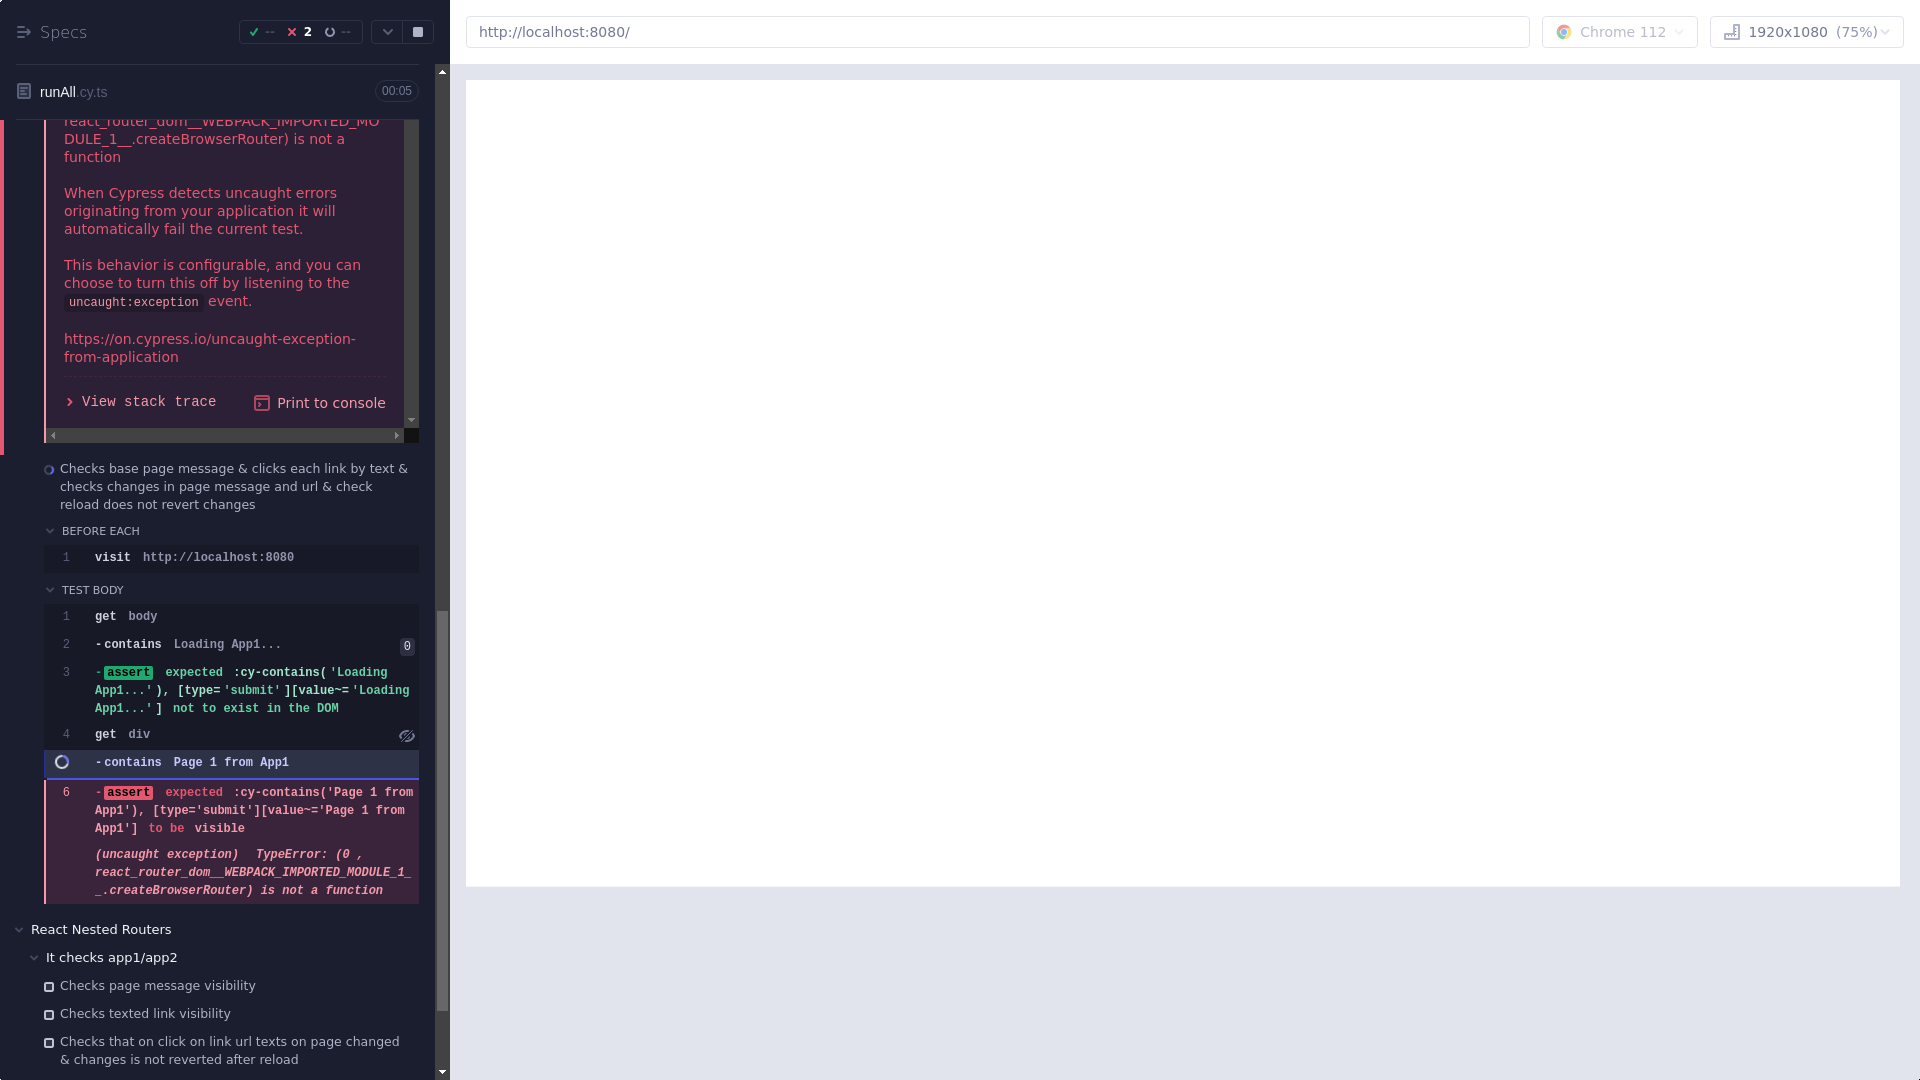 Specs
-- 2 --
http://localhost:8080/
Chrome 112
1920x1080 (75%)
runAll.cy.ts
00:05
react_router_dom__WEBPACK_IMPORTED_MO
DULE_1__.createBrowserRouter) is not a
function
When Cypress detects uncaught errors
originating from your application it will
automatically fail the current test.
This behavior is configurable, and you can
choose to turn this off by listening to the
uncaught:exception event.
https://on.cypress.io/uncaught-exception-
from-application
View stack trace
Print to console
Checks base page message & clicks each link by text &
checks changes in page message and url & check
reload does not revert changes
BEFORE EACH
1 visit http://localhost:8080
TEST BODY
1 get body
2 -contains Loading App1... 0
3 -assert expected :cy-contains('Loading
App1...'), [type='submit'][value~='Loading
App1...'] not to exist in the DOM
4 get div
-contains Page 1 from App1
6 -assert expected :cy-contains('Page 1 from
App1'), [type='submit'][value~='Page 1 from
App1'] to be visible
(uncaught exception) TypeError: (0 ,
react_router_dom__WEBPACK_IMPORTED_MODULE_1_
_.createBrowserRouter) is not a function
React Nested Routers
It checks app1/app2
Checks page message visibility
Checks texted link visibility
Checks that on click on link url texts on page changed
& changes is not reverted after reload